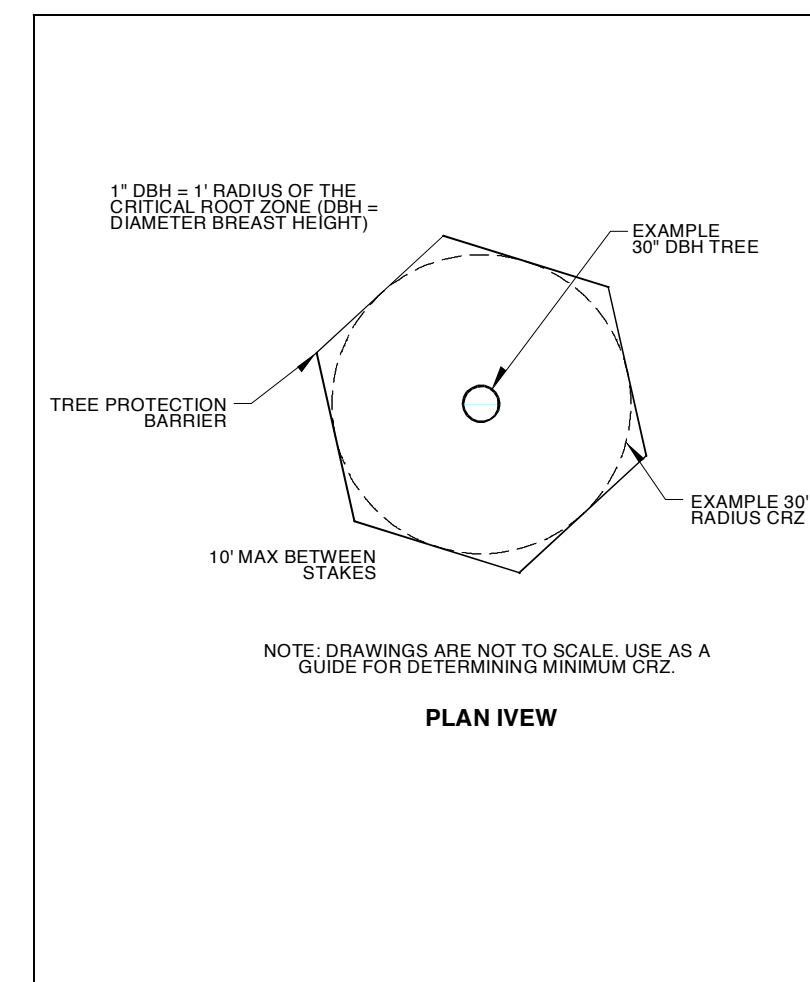 1" DBH = 1' RADIUS OF THE
CRITICAL ROOT ZONE (DBH =
DIAMETER BREAST HEIGHT)
EXAMPLE
30" DBH TREE
TREE PROTECTION
BARRIER
EXAMPLE 30'
RADIUS CRZ
10' MAX BETWEEN
STAKES
NOTE: DRAWINGS ARE NOT TO SCALE. USE AS A
GUIDE FOR DETERMINING MINIMUM CRZ.
PLAN IVEW